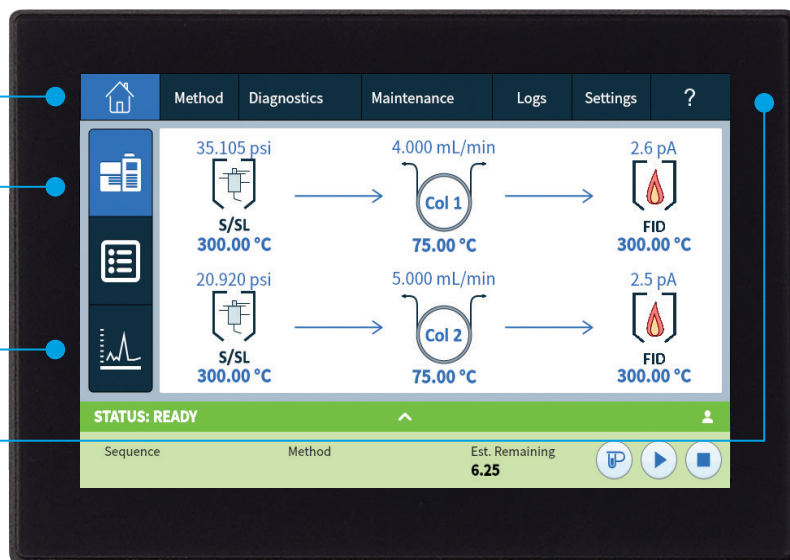 Method Diagnostics Maintenance Logs Settings ?
35.105 psi 4.000 mL/min 2.6 pA
Col 1
S/SL FID
300.00 °C 75.00 °C 300.00 °C
20.920 psi 5.000 mL/min 2.5 pA
Col 2
S/SL FID
300.00 °C 75.00 °C 300.00 °C
STATUS: READY
Sequence Method Est. Remaining
6.25